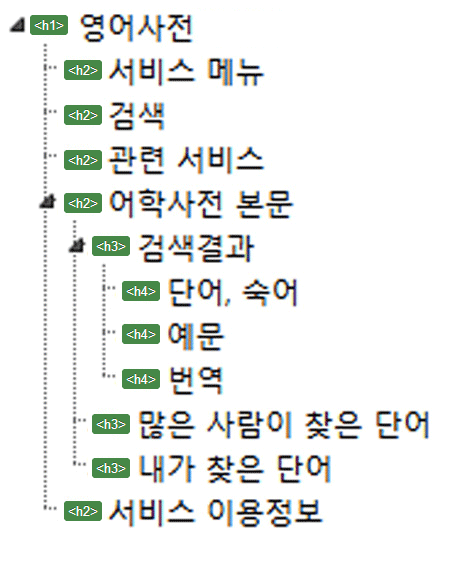 <h1> 영어사전
<h2> 서비스 메뉴
<h2> 검색
<h2> 관련 서비스
<h2> 어학사전 본문
<h3> 검색결과
<h4> 단어, 숙어
<h4> 예문
<h4> 번역
<h3> 많은 사람이 찾은 단어
<h3> 내가 찾은 단어
<h2> 서비스 이용정보